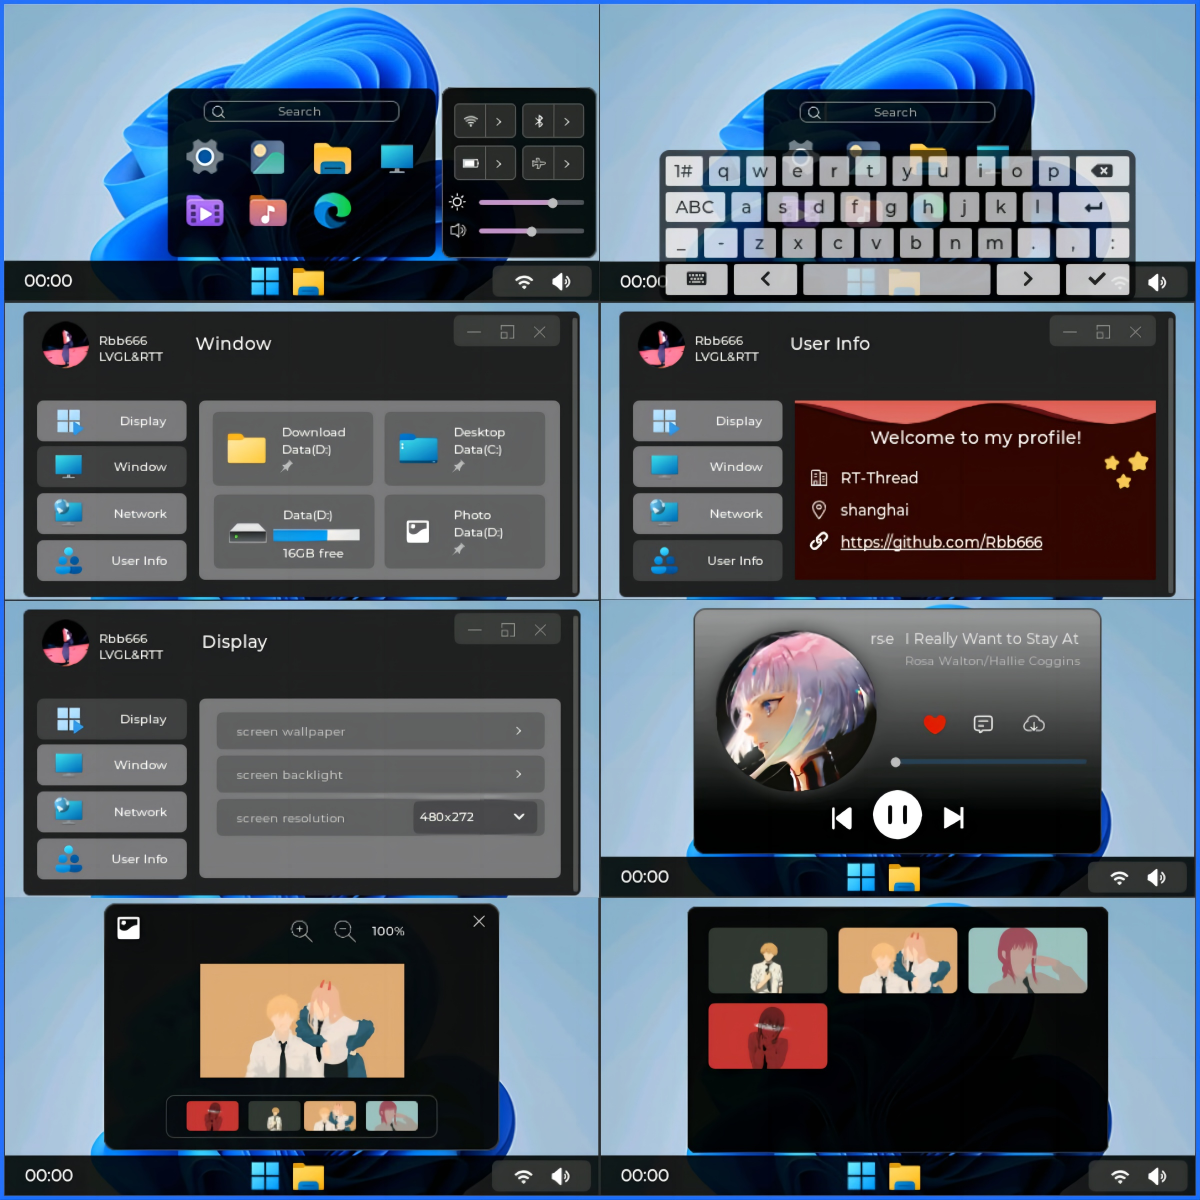 Search
00:00
Search
1# q w e r t y u i o p
ABC a s d f g h j k l
_ - z x c v b n m . , :
00:00
Rbb666
LVGL&RTT
Window
Display
Window
Network
User Info
Download
Data(D:)
Desktop
Data(C:)
Data(D:)
16GB free
Photo
Data(D:)
Rbb666
LVGL&RTT
User Info
Display
Window
Network
User Info
Welcome to my profile!
RT-Thread
shanghai
https://github.com/Rbb666
Rbb666
LVGL&RTT
Display
Display
Window
Network
User Info
screen wallpaper
screen backlight
screen resolution
480x272
rse I Really Want to Stay At
Rosa Walton/Hallie Coggins
00:00
100%
00:00
00:00